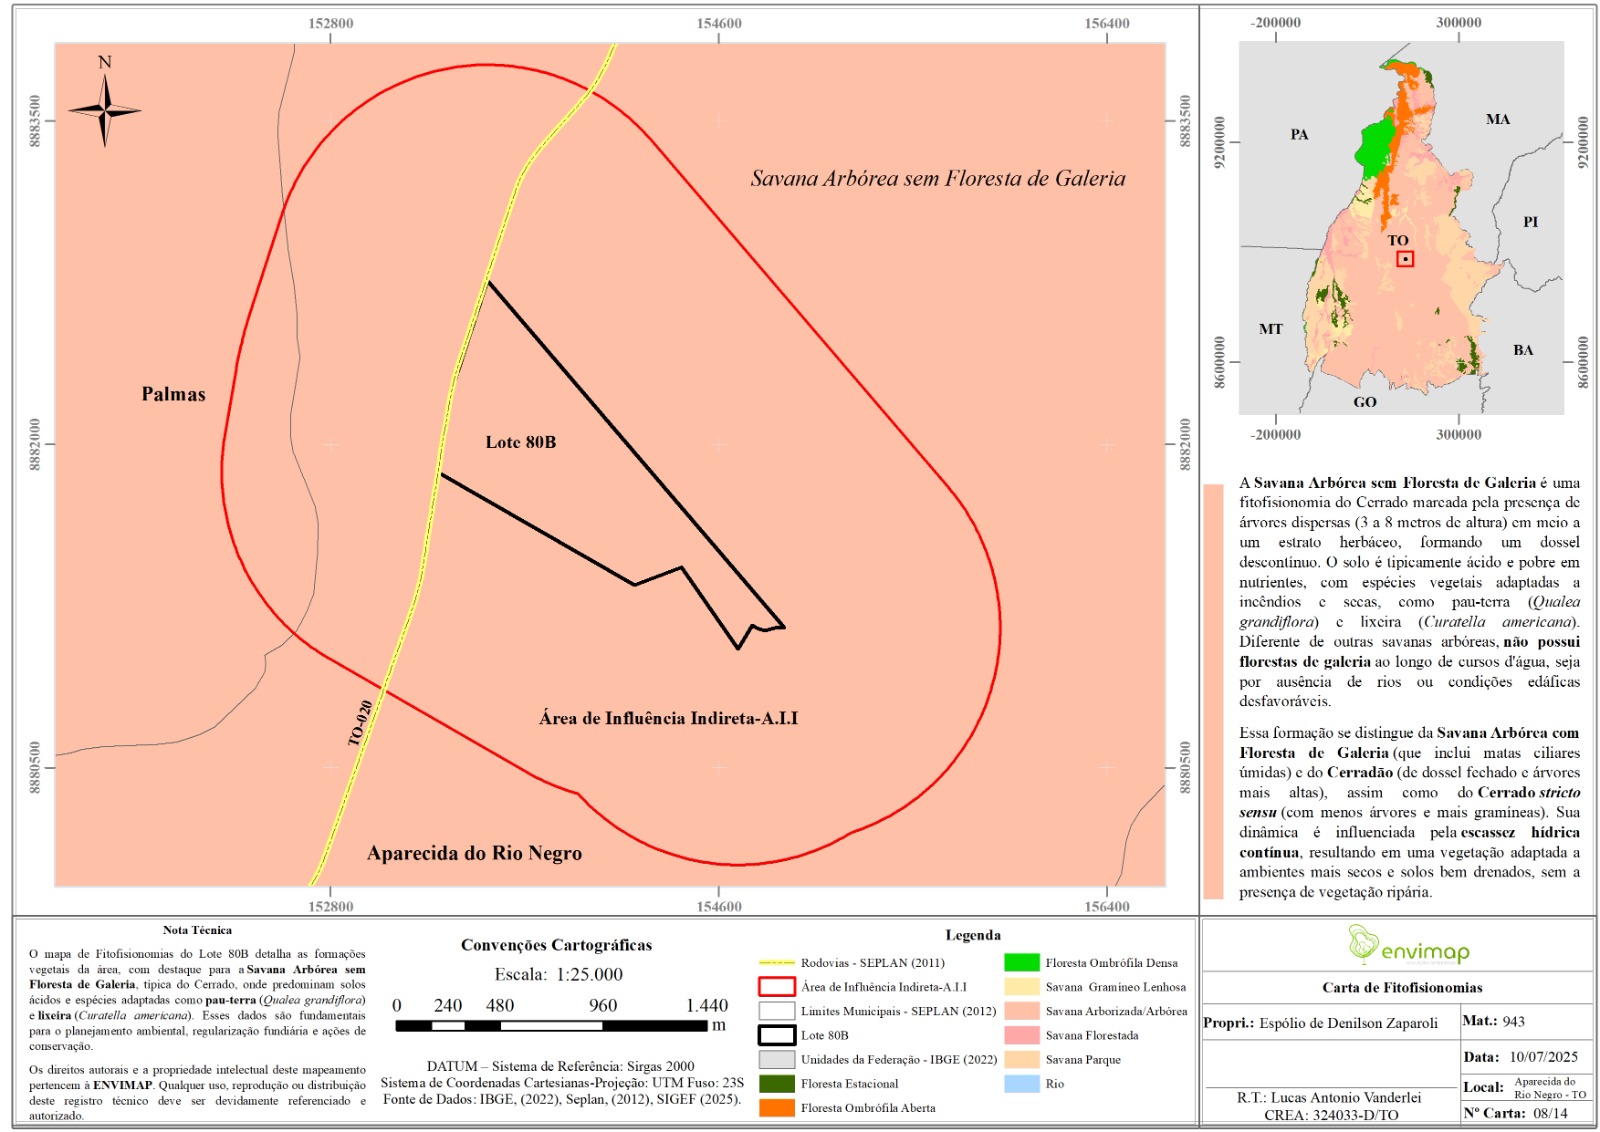 152800
154600
156400
-200000
300000
N
8883500
8883500
Savana Arbórea sem Floresta de Galeria
PA
MA
9200000
9200000
PI
TO
MT
BA
8600000
8600000
GO
-200000
300000
Palmas
8882000
Lote 80B
8882000
A Savana Arbórea sem Floresta de Galeria é uma
fitofisionomia do Cerrado marcada pela presença de
árvores dispersas (3 a 8 metros de altura) em meio a
um estrato herbáceo, formando um dossel
descontínuo. O solo é tipicamente ácido e pobre em
nutrientes, com espécies vegetais adaptadas a
incêndios e secas, como pau-terra (Qualea
grandiflora) e lixeira (Curatella americana).
Diferente de outras savanas arbóreas, não possui
florestas de galeria ao longo de cursos d'água, seja
por ausência de rios ou condições edáficas
desfavoráveis.
Essa formação se distingue da Savana Arbórea com
Floresta de Galeria (que inclui matas ciliares
úmidas) e do Cerradão (de dossel fechado e árvores
mais altas), assim como do Cerrado stricto
sensu (com menos árvores e mais gramíneas). Sua
dinâmica é influenciada pela escassez hídrica
contínua, resultando em uma vegetação adaptada a
ambientes mais secos e solos bem drenados, sem a
presença de vegetação ripária.
TO-020
Área de Influência Indireta-A.I.I
8880500
8880500
Aparecida do Rio Negro
152800
154600
156400
Nota Técnica
O mapa de Fitofisionomias do Lote 80B detalha as formações
vegetais da área, com destaque para a Savana Arbórea sem
Floresta de Galeria, típica do Cerrado, onde predominam solos
ácidos e espécies adaptadas como pau-terra (Qualea grandiflora)
e lixeira (Curatella americana). Esses dados são fundamentais
para o planejamento ambiental, regularização fundiária e ações de
conservação.
Os direitos autorais e a propriedade intelectual deste mapeamento
pertencem à ENVIMAP. Qualquer uso, reprodução ou distribuição
deste registro técnico deve ser devidamente referenciado e
autorizado.
Convenções Cartográficas
Escala: 1:25.000
0 240 480 960 1.440
m
DATUM – Sistema de Referência: Sirgas 2000
Sistema de Coordenadas Cartesianas-Projeção: UTM Fuso: 23S
Fonte de Dados: IBGE, (2022), Seplan, (2012), SIGEF (2025).
Legenda
Rodovias - SEPLAN (2011)
Área de Influência Indireta-A.I.I
Limites Municipais - SEPLAN (2012)
Lote 80B
Unidades da Federação - IBGE (2022)
Floresta Estacional
Floresta Ombrófila Aberta
Floresta Ombrófila Densa
Savana Gramíneo Lenhosa
Savana Arborizada/Arbórea
Savana Florestada
Savana Parque
Rio
envimap
Carta de Fitofisionomias
Propri.: Espólio de Denilson Zaparoli
Mat.: 943
Data: 10/07/2025
Local: Aparecida do
Rio Negro - TO
R.T.: Lucas Antonio Vanderlei
CREA: 324033-D/TO
Nº Carta: 08/14